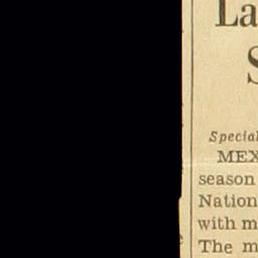 La
S
Special
MEX
season
Nation
with m
The m